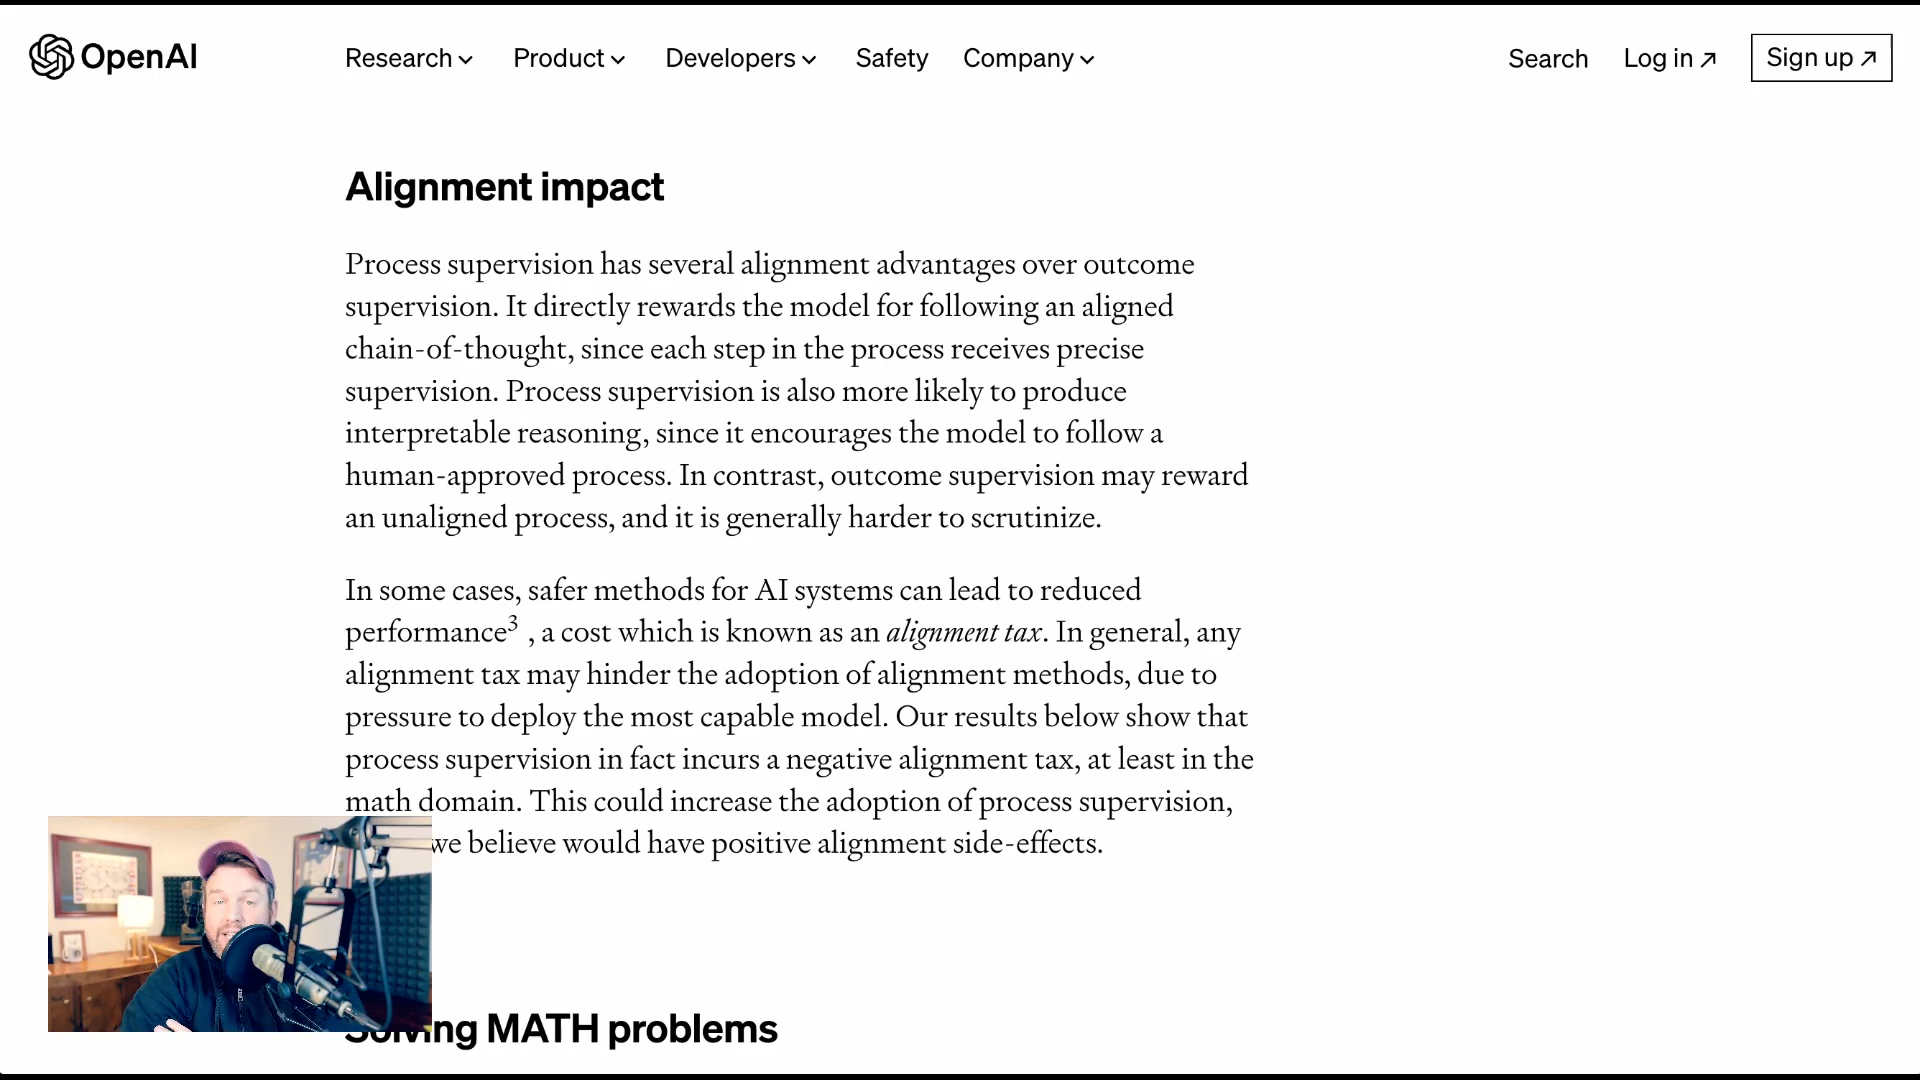 OpenAI
Research Product Developers Safety Company
Search Log in ↗ Sign up ↗
Alignment impact
Process supervision has several alignment advantages over outcome
supervision. It directly rewards the model for following an aligned
chain-of-thought, since each step in the process receives precise
supervision. Process supervision is also more likely to produce
interpretable reasoning, since it encourages the model to follow a
human-approved process. In contrast, outcome supervision may reward
an unaligned process, and it is generally harder to scrutinize.
In some cases, safer methods for AI systems can lead to reduced
performance3 , a cost which is known as an alignment tax. In general, any
alignment tax may hinder the adoption of alignment methods, due to
pressure to deploy the most capable model. Our results below show that
process supervision in fact incurs a negative alignment tax, at least in the
math domain. This could increase the adoption of process supervision,
we believe would have positive alignment side-effects.
Solving MATH problems